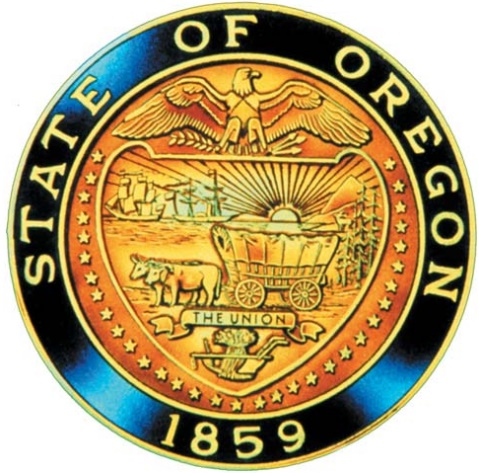 STATE OF OREGON
THE UNION
1859